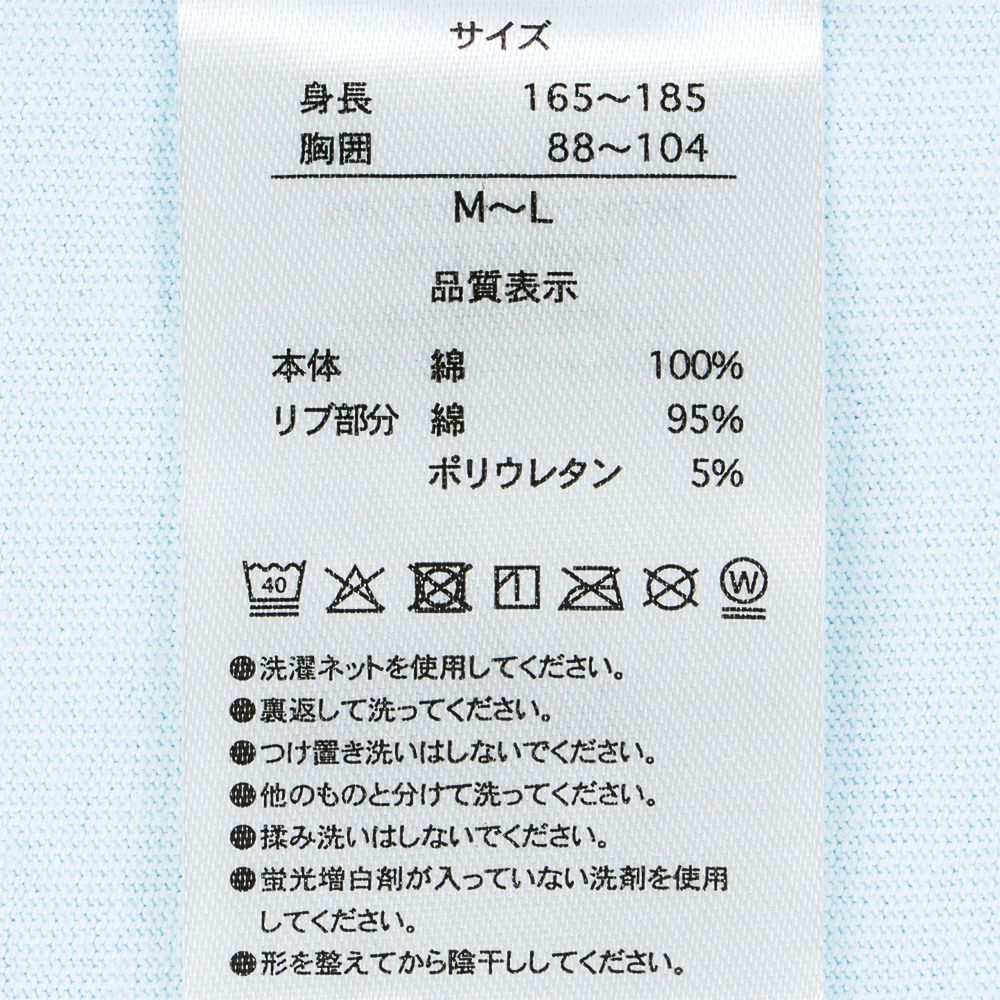 サイズ
身長 165～185
胸囲 88～104
M～L
品質表示
本体 綿 100%
リブ部分 綿 95%
ポリウレタン 5%
40 W
●洗濯ネットを使用してください。
●裏返して洗ってください。
●つけ置き洗いはしないでください。
●他のものと分けて洗ってください。
●揉み洗いはしないでください。
●蛍光増白剤が入っていない洗剤を使用
してください。
●形を整えてから陰干ししてください。